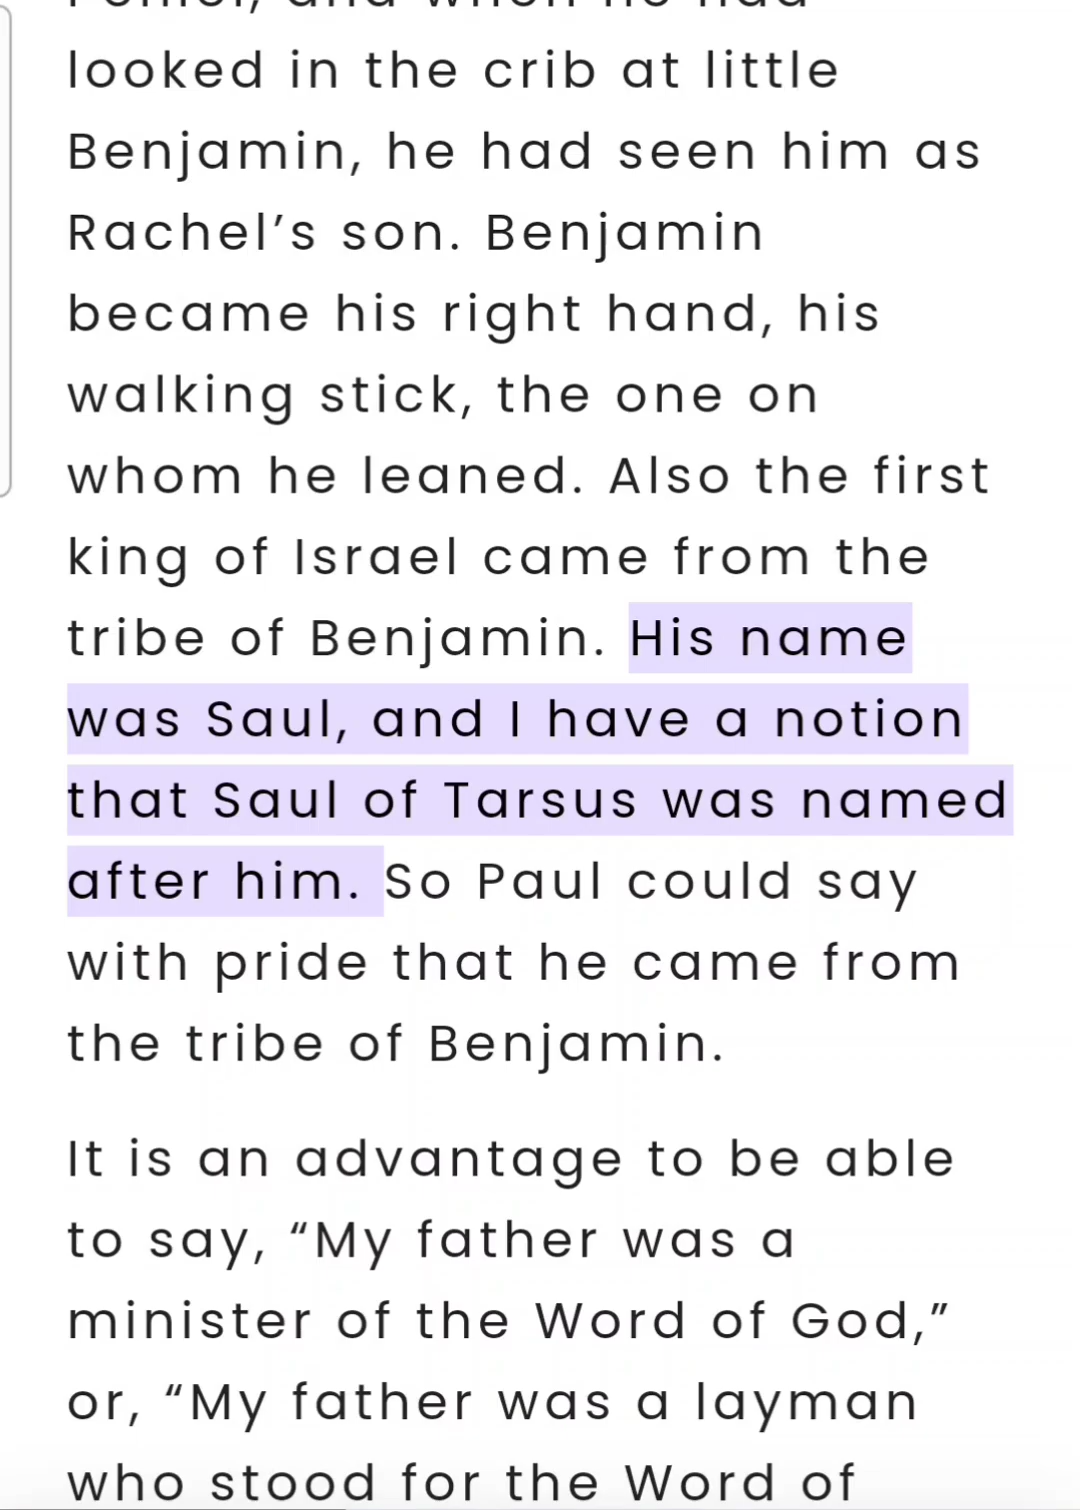 and when he had
looked in the crib at little
Benjamin, he had seen him as
Rachel’s son. Benjamin
became his right hand, his
walking stick, the one on
whom he leaned. Also the first
king of Israel came from the
tribe of Benjamin. His name
was Saul, and I have a notion
that Saul of Tarsus was named
after him. So Paul could say
with pride that he came from
the tribe of Benjamin.
It is an advantage to be able
to say, “My father was a
minister of the Word of God,”
or, “My father was a layman
who stood for the Word of